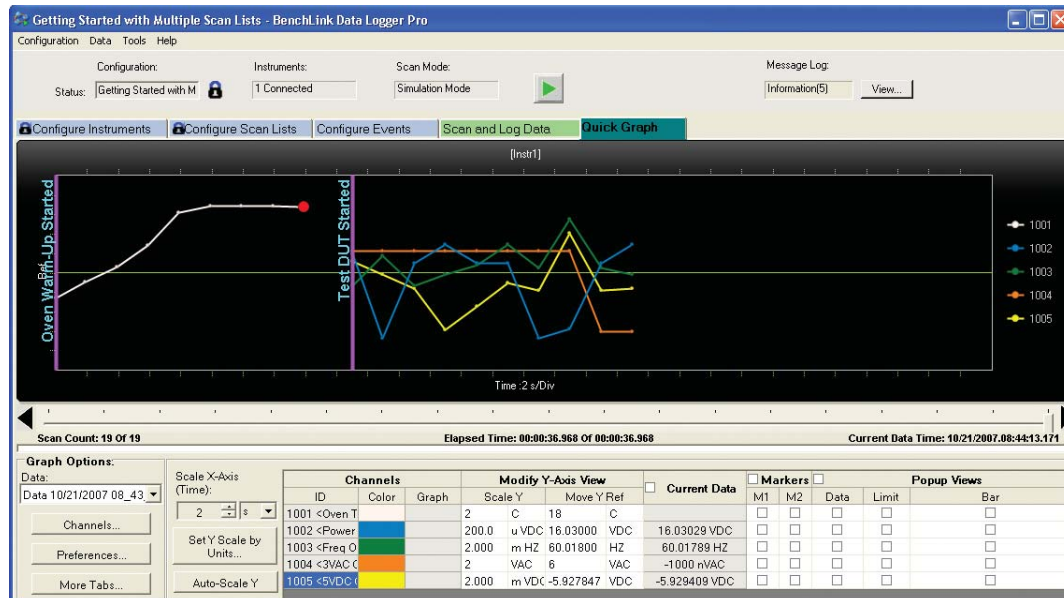 Getting Started with Multiple Scan Lists - BenchLink Data Logger Pro
Configuration Data Tools Help
Configuration: Instruments: Scan Mode: Message Log:
Status: Getting Started with M 1 Connected Simulation Mode Information(5) View...
Configure Instruments Configure Scan Lists Configure Events Scan and Log Data Quick Graph
[Instr1]
Oven Warm-Up Started
Ref
Test DUT Started
1001
1002
1003
1004
1005
Time :2 s/Div
Scan Count: 19 Of 19 Elapsed Time: 00:00:36.968 Of 00:00:36.968 Current Data Time: 10/21/2007.08:44:13.171
Graph Options:
Data:
Data 10/21/2007 08_43_
Channels...
Preferences...
More Tabs...
Scale X-Axis
(Time):
2 s
Set Y Scale by
Units...
Auto-Scale Y
Channels Modify Y-Axis View Current Data Markers Popup Views
ID Color Graph Scale Y Move Y Ref M1 M2 Data Limit Bar
1001 <Oven T 2 C 18 C
1002 <Power 200.0 u VDC 16.03000 VDC 16.03029 VDC
1003 <Freq O 2.000 m HZ 60.01800 HZ 60.01789 HZ
1004 <3VAC 2 VAC 6 VAC -1000 nVAC
1005 <5VDC 2.000 m VDC -5.927847 VDC -5.929409 VDC